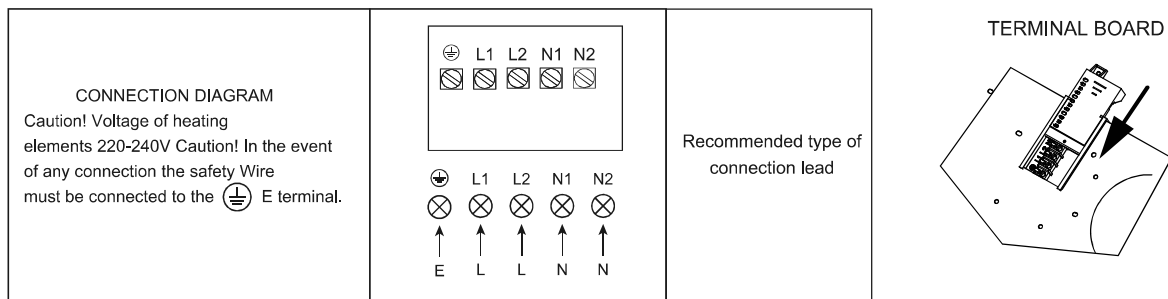 CONNECTION DIAGRAM
Caution! Voltage of heating
elements 220-240V Caution! In the event
of any connection the safety Wire
must be connected to the E terminal.
L1 L2 N1 N2
L1 L2 N1 N2
E L L N N
Recommended type of
connection lead
TERMINAL BOARD